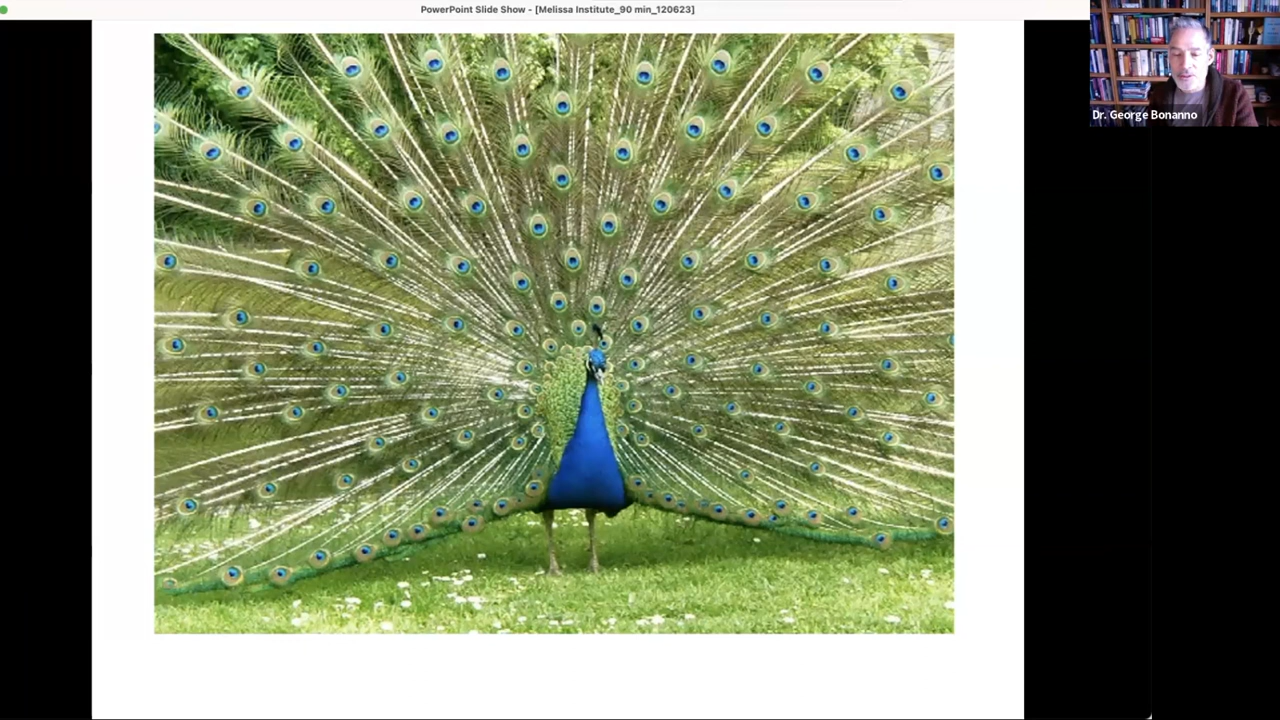 PowerPoint Slide Show - [Melissa Institute_90 min_120623]
Dr. George Bonanno